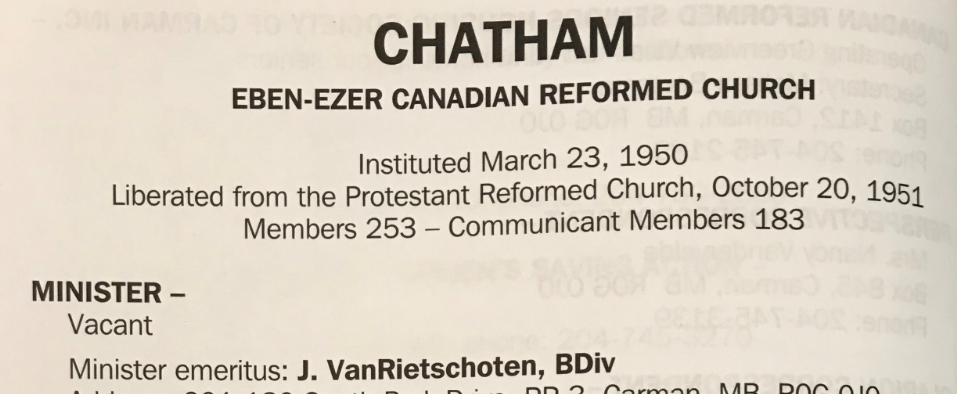 CHATHAM
EBEN-EZER CANADIAN REFORMED CHURCH
Instituted March 23, 1950
Liberated from the Protestant Reformed Church, October 20, 1951
Members 253 – Communicant Members 183
MINISTER –
Vacant
Minister emeritus: J. VanRietschoten, BDiv